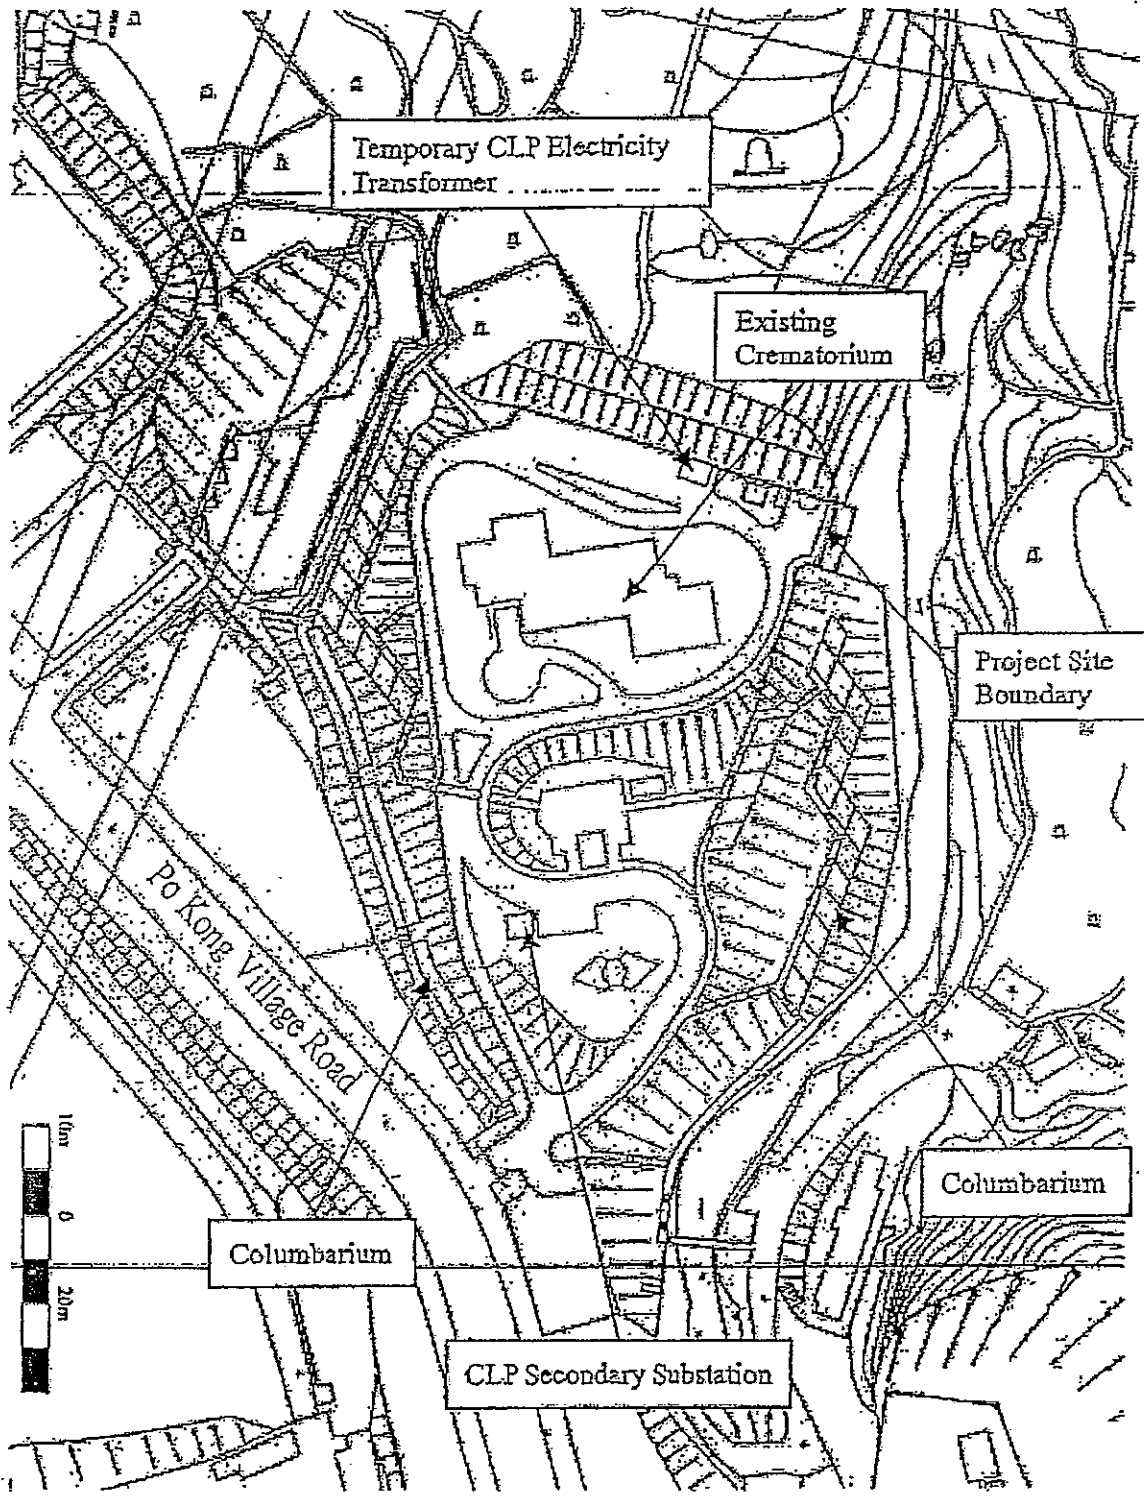 Temporary CLP Electricity
Transformer
Existing
Crematorium
Project Site
Boundary
Po Kong Village Road
Columbarium
Columbarium
CLP Secondary Substation
10m
0
20m